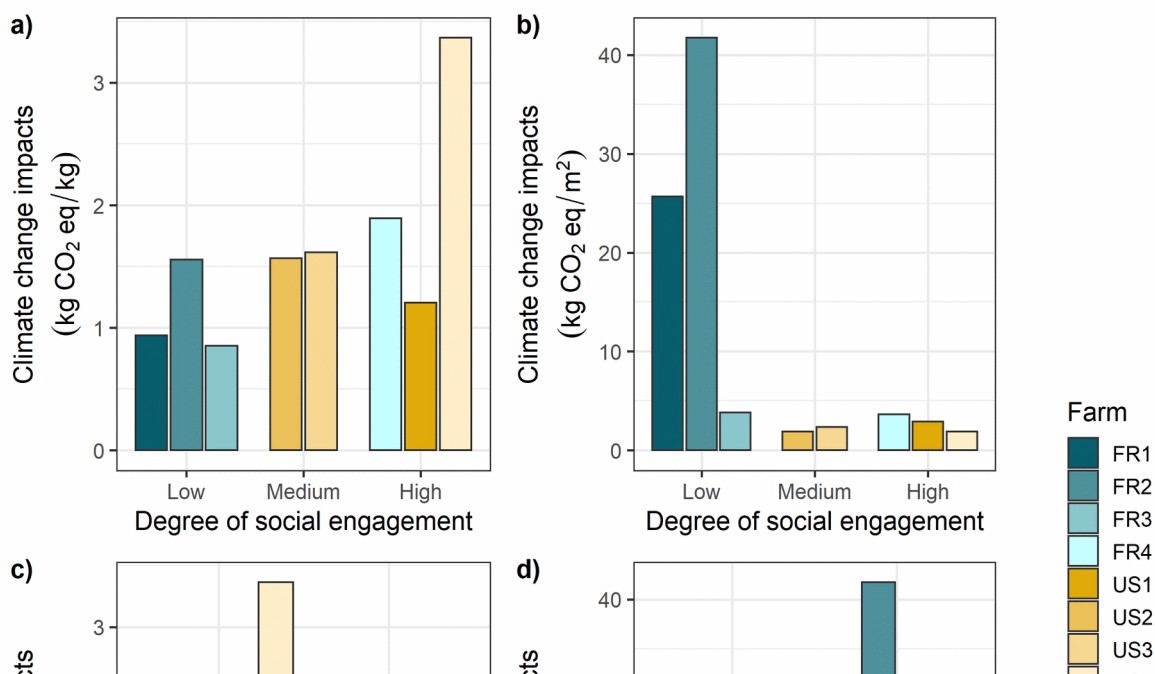 a)
Climate change impacts
(kg CO₂ eq/kg)
3
2
1
0
Low Medium High
Degree of social engagement
b)
Climate change impacts
(kg CO₂ eq/m²)
40
30
20
10
0
Low Medium High
Degree of social engagement
Farm
FR1
FR2
FR3
FR4
US1
US2
US3
c)
3
d)
40